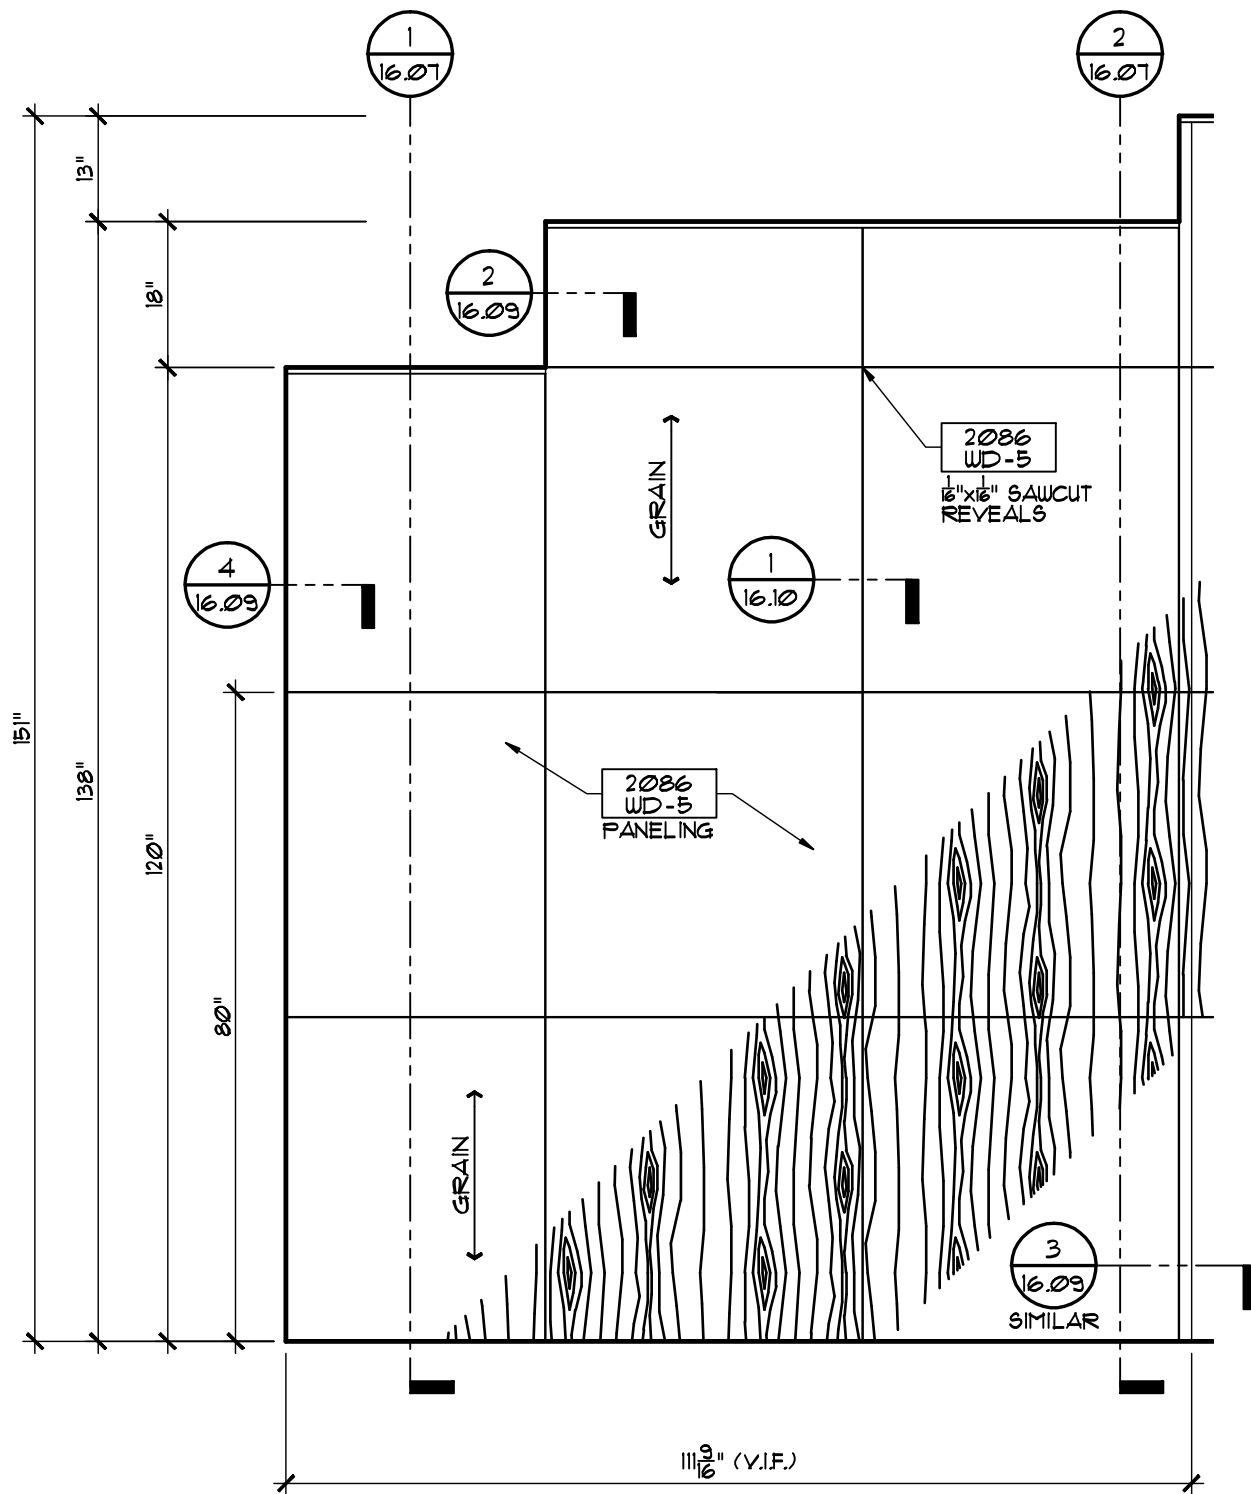 1
16.07
2
16.07
13"
18"
2
16.09
2086
WD-5
1/16"x1/16" SAWCUT
REVEALS
GRAIN
4
16.09
1
16.10
151"
138"
120"
80"
2086
WD-5
PANELING
GRAIN
3
16.09
SIMILAR
111 9/16" (V.I.F.)